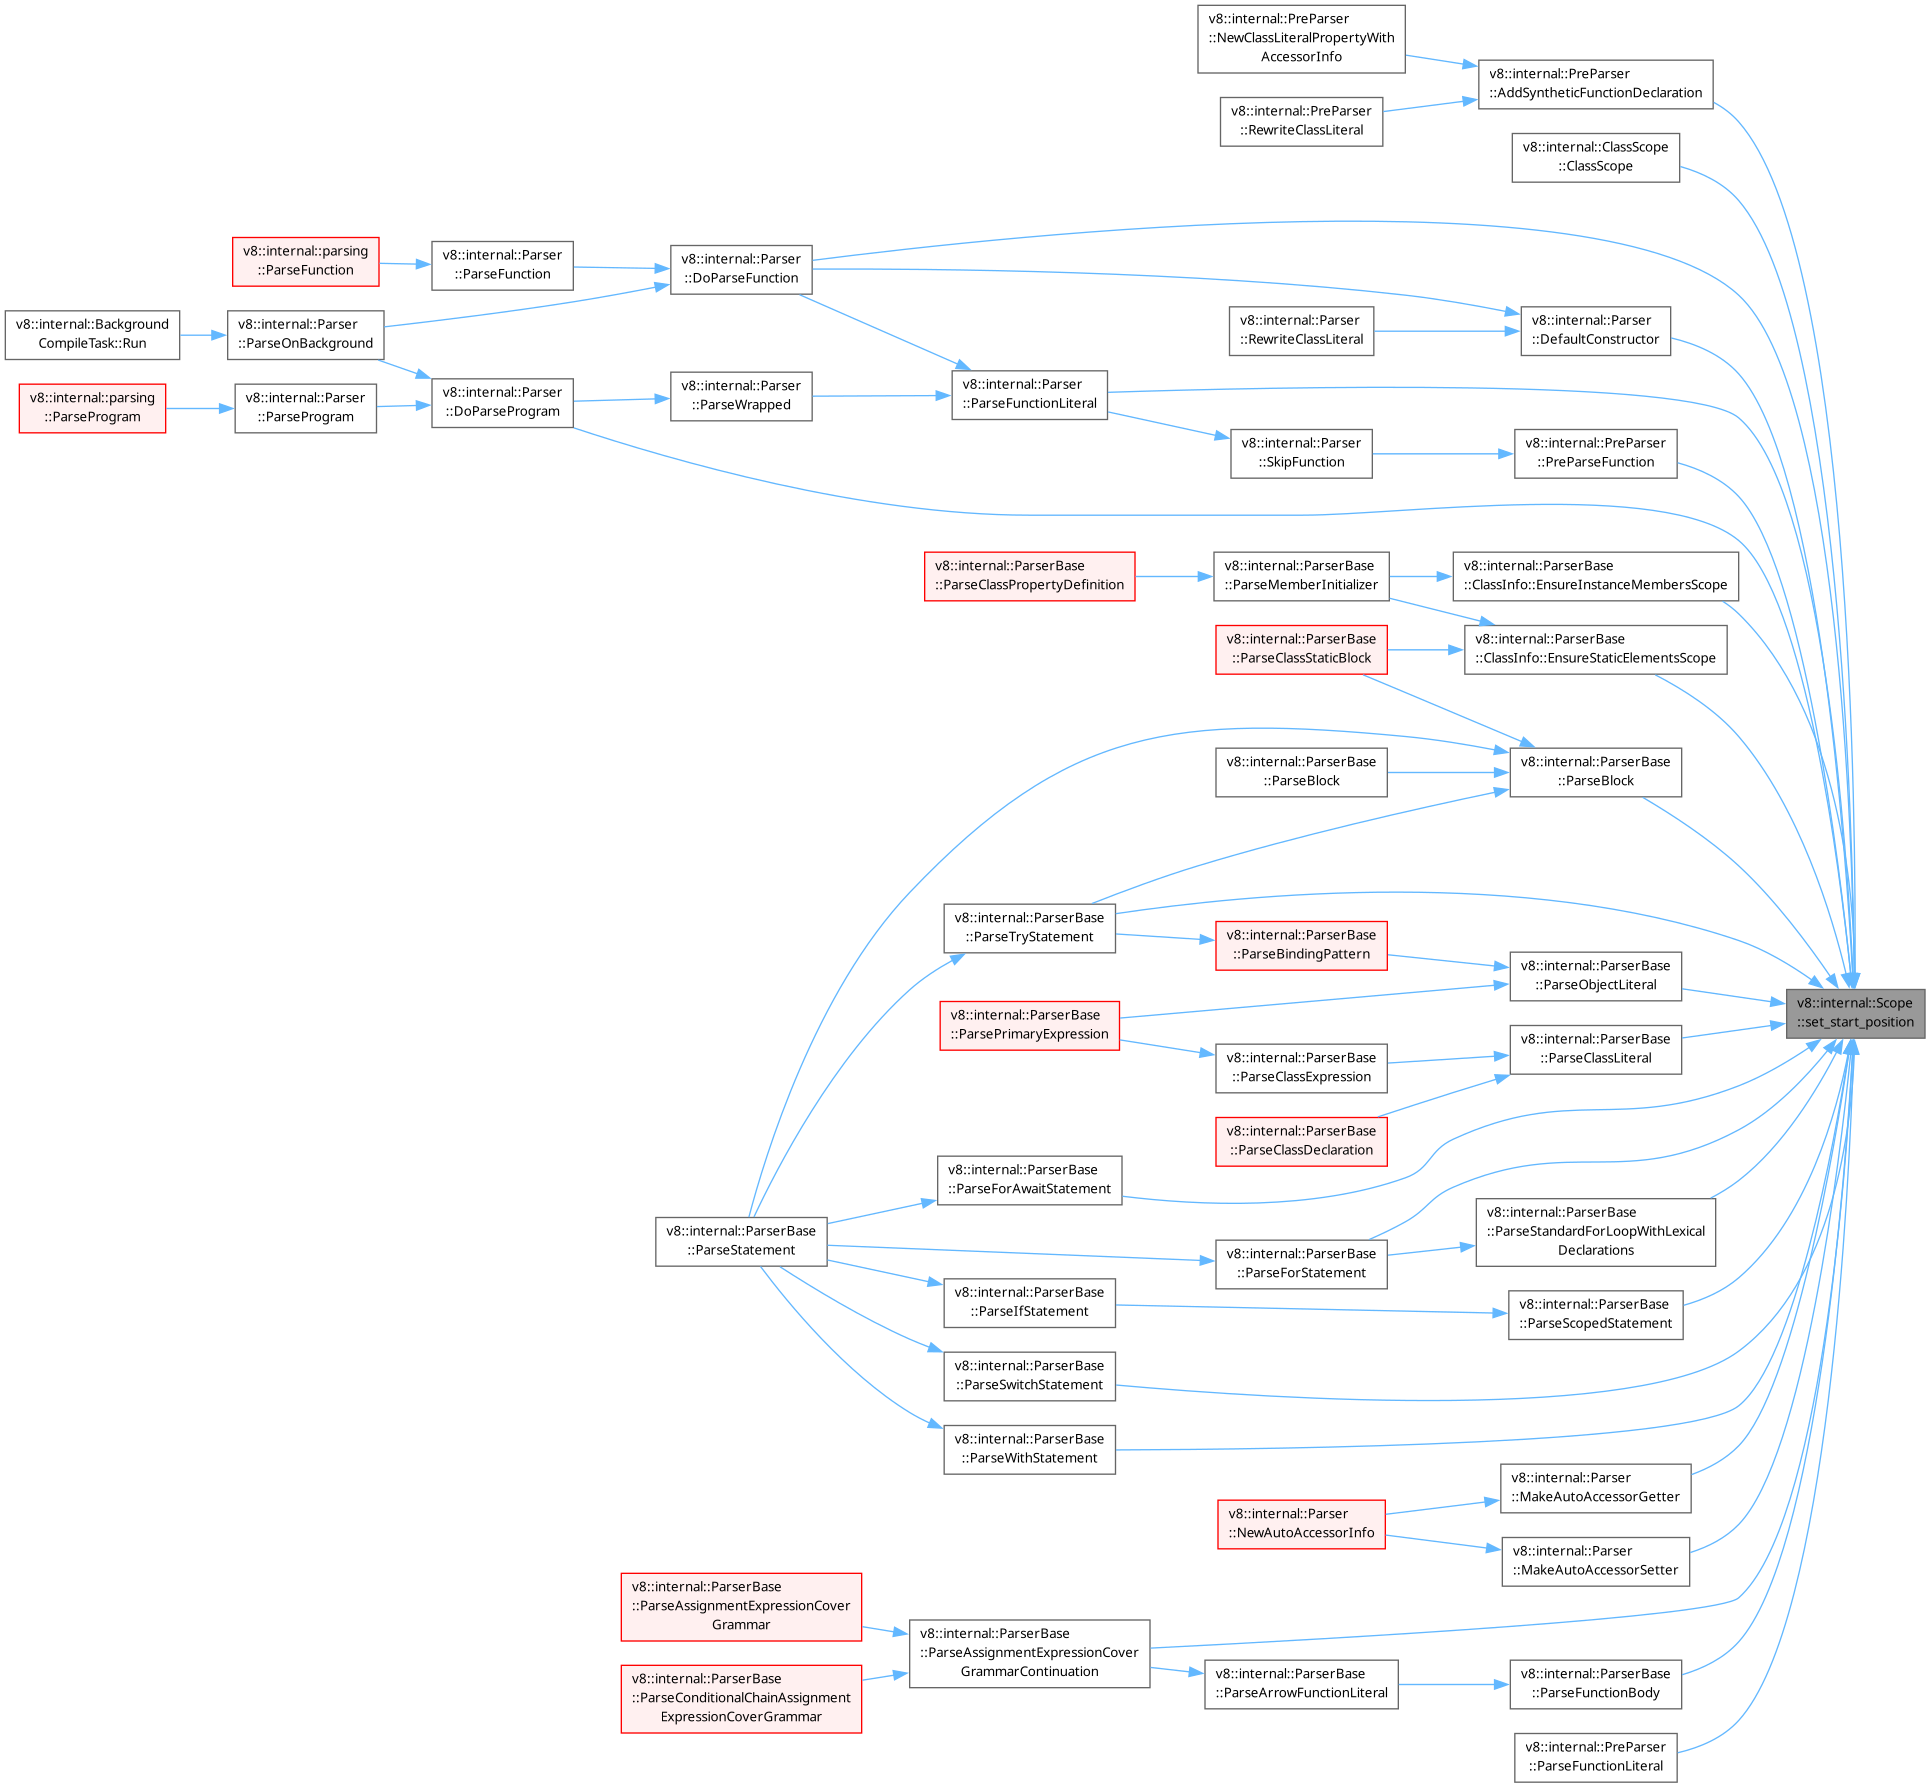 v8::internal::PreParser
::NewClassLiteralPropertyWith
AccessorInfo
v8::internal::PreParser
::AddSyntheticFunctionDeclaration
v8::internal::PreParser
::RewriteClassLiteral
v8::internal::ClassScope
::ClassScope
v8::internal::parsing
::ParseFunction
v8::internal::Parser
::ParseFunction
v8::internal::Parser
::DoParseFunction
v8::internal::Background
CompileTask::Run
v8::internal::Parser
::ParseOnBackground
v8::internal::Parser
::RewriteClassLiteral
v8::internal::Parser
::DefaultConstructor
v8::internal::parsing
::ParseProgram
v8::internal::Parser
::ParseProgram
v8::internal::Parser
::DoParseProgram
v8::internal::Parser
::ParseWrapped
v8::internal::Parser
::ParseFunctionLiteral
v8::internal::Parser
::SkipFunction
v8::internal::PreParser
::PreParseFunction
v8::internal::ParserBase
::ParseClassPropertyDefinition
v8::internal::ParserBase
::ParseMemberInitializer
v8::internal::ParserBase
::ClassInfo::EnsureInstanceMembersScope
v8::internal::ParserBase
::ParseClassStaticBlock
v8::internal::ParserBase
::ClassInfo::EnsureStaticElementsScope
v8::internal::ParserBase
::ParseBlock
v8::internal::ParserBase
::ParseBlock
v8::internal::ParserBase
::ParseTryStatement
v8::internal::ParserBase
::ParseBindingPattern
v8::internal::ParserBase
::ParseObjectLiteral
v8::internal::Scope
::set_start_position
v8::internal::ParserBase
::ParsePrimaryExpression
v8::internal::ParserBase
::ParseClassExpression
v8::internal::ParserBase
::ParseClassLiteral
v8::internal::ParserBase
::ParseClassDeclaration
v8::internal::ParserBase
::ParseForAwaitStatement
v8::internal::ParserBase
::ParseStatement
v8::internal::ParserBase
::ParseForStatement
v8::internal::ParserBase
::ParseStandardForLoopWithLexical
Declarations
v8::internal::ParserBase
::ParseIfStatement
v8::internal::ParserBase
::ParseScopedStatement
v8::internal::ParserBase
::ParseSwitchStatement
v8::internal::ParserBase
::ParseWithStatement
v8::internal::Parser
::MakeAutoAccessorGetter
v8::internal::Parser
::NewAutoAccessorInfo
v8::internal::Parser
::MakeAutoAccessorSetter
v8::internal::ParserBase
::ParseAssignmentExpressionCover
Grammar
v8::internal::ParserBase
::ParseAssignmentExpressionCover
GrammarContinuation
v8::internal::ParserBase
::ParseConditionalChainAssignment
ExpressionCoverGrammar
v8::internal::ParserBase
::ParseArrowFunctionLiteral
v8::internal::ParserBase
::ParseFunctionBody
v8::internal::PreParser
::ParseFunctionLiteral